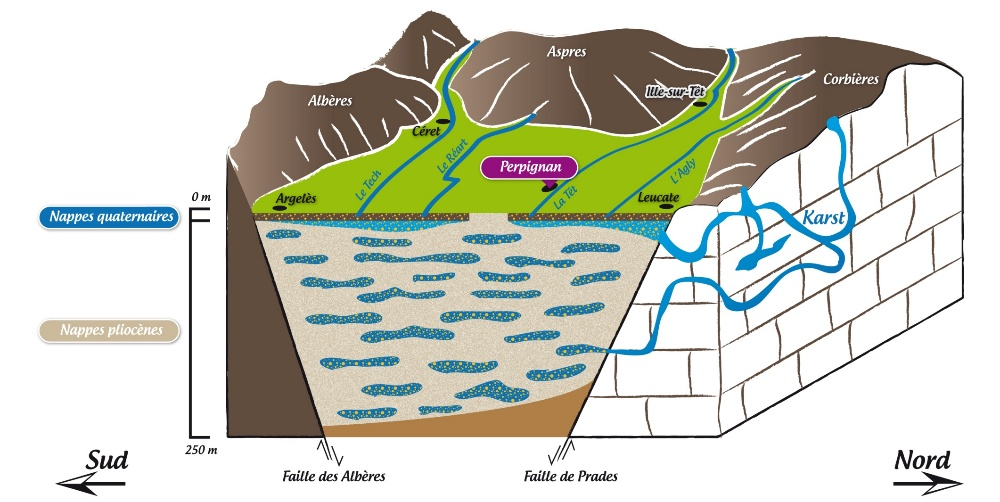 Aspres
Albères
Corbières
Ille-sur-Têt
Céret
Le Réart
Perpignan
Le Tech
La Têt
L'Agly
Argelès
Leucate
0 m
Nappes quaternaires
Karst
Nappes pliocènes
250 m
Sud
Faille des Albères
Faille de Prades
Nord